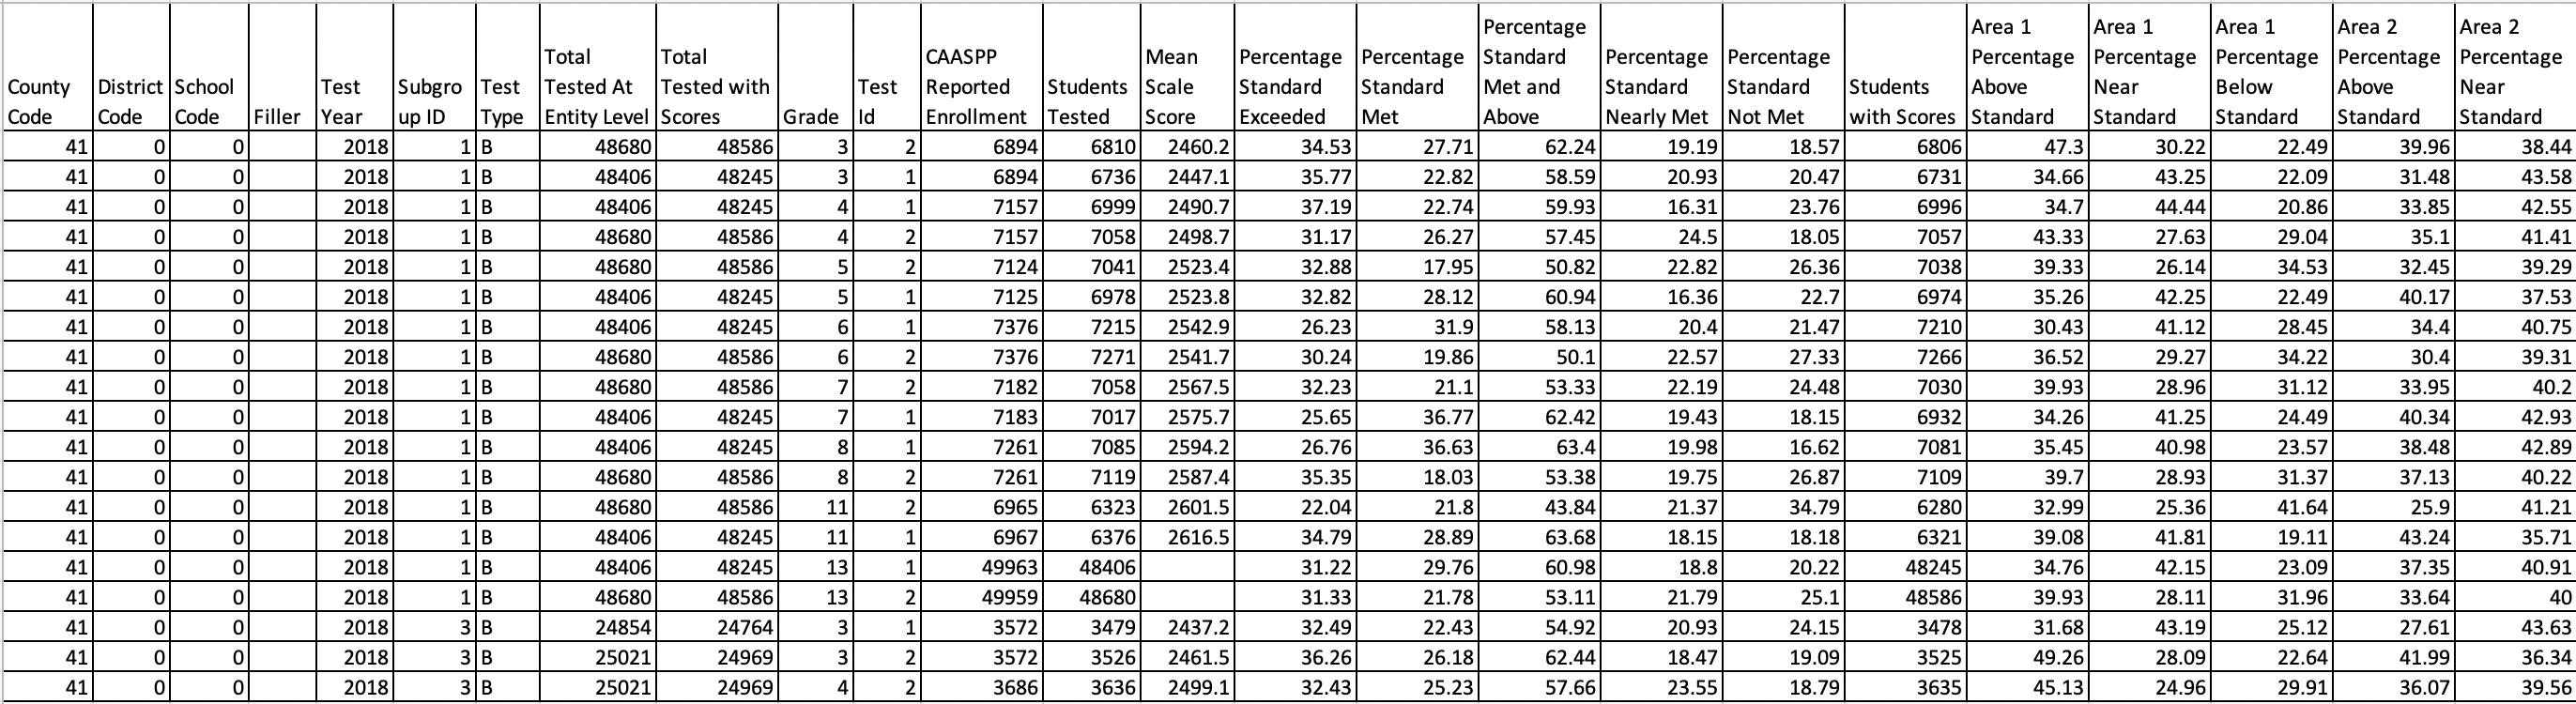 County Code District Code School Code Filler Test Year Subgro up ID Test Type Total Tested At Entity Level Total Tested with Scores Grade Test Id CAASPP Reported Enrollment Students Tested Mean Scale Score Percentage Standard Exceeded Percentage Standard Met Percentage Standard Met and Above Percentage Standard Nearly Met Percentage Standard Not Met Students with Scores Area 1 Percentage Above Standard Area 1 Percentage Near Standard Area 1 Percentage Below Standard Area 2 Percentage Above Standard Area 2 Percentage Near Standard
41 0 0 2018 1 B 48680 48586 3 2 6894 6810 2460.2 34.53 27.71 62.24 19.19 18.57 6806 47.3 30.22 22.49 39.96 38.44
41 0 0 2018 1 B 48406 48245 3 1 6894 6736 2447.1 35.77 22.82 58.59 20.93 20.47 6731 34.66 43.25 22.09 31.48 43.58
41 0 0 2018 1 B 48406 48245 4 1 7157 6999 2490.7 37.19 22.74 59.93 16.31 23.76 6996 34.7 44.44 20.86 33.85 42.55
41 0 0 2018 1 B 48680 48586 4 2 7157 7058 2498.7 31.17 26.27 57.45 24.5 18.05 7057 43.33 27.63 29.04 35.1 41.41
41 0 0 2018 1 B 48680 48586 5 2 7124 7041 2523.4 32.88 17.95 50.82 22.82 26.36 7038 39.33 26.14 34.53 32.45 39.29
41 0 0 2018 1 B 48406 48245 5 1 7125 6978 2523.8 32.82 28.12 60.94 16.36 22.7 6974 35.26 42.25 22.49 40.17 37.53
41 0 0 2018 1 B 48406 48245 6 1 7376 7215 2542.9 26.23 31.9 58.13 20.4 21.47 7210 30.43 41.12 28.45 34.4 40.75
41 0 0 2018 1 B 48680 48586 6 2 7376 7271 2541.7 30.24 19.86 50.1 22.57 27.33 7266 36.52 29.27 34.22 30.4 39.31
41 0 0 2018 1 B 48680 48586 7 2 7182 7058 2567.5 32.23 21.1 53.33 22.19 24.48 7030 39.93 28.96 31.12 33.95 40.2
41 0 0 2018 1 B 48406 48245 7 1 7183 7017 2575.7 25.65 36.77 62.42 19.43 18.15 6932 34.26 41.25 24.49 40.34 42.93
41 0 0 2018 1 B 48406 48245 8 1 7261 7085 2594.2 26.76 36.63 63.4 19.98 16.62 7081 35.45 40.98 23.57 38.48 42.89
41 0 0 2018 1 B 48680 48586 8 2 7261 7119 2587.4 35.35 18.03 53.38 19.75 26.87 7109 39.7 28.93 31.37 37.13 40.22
41 0 0 2018 1 B 48680 48586 11 2 6965 6323 2601.5 22.04 21.8 43.84 21.37 34.79 6280 32.99 25.36 41.64 25.9 41.21
41 0 0 2018 1 B 48406 48245 11 1 6967 6376 2616.5 34.79 28.89 63.68 18.15 18.18 6321 39.08 41.81 19.11 43.24 35.71
41 0 0 2018 1 B 48406 48245 13 1 49963 48406 31.22 29.76 60.98 18.8 20.22 48245 34.76 42.15 23.09 37.35 40.91
41 0 0 2018 1 B 48680 48586 13 2 49959 48680 31.33 21.78 53.11 21.79 25.1 48586 39.93 28.11 31.96 33.64 40
41 0 0 2018 3 B 24854 24764 3 1 3572 3479 2437.2 32.49 22.43 54.92 20.93 24.15 3478 31.68 43.19 25.12 27.61 43.63
41 0 0 2018 3 B 25021 24969 3 2 3572 3526 2461.5 36.26 26.18 62.44 18.47 19.09 3525 49.26 28.09 22.64 41.99 36.34
41 0 0 2018 3 B 25021 24969 4 2 3686 3636 2499.1 32.43 25.23 57.66 23.55 18.79 3635 45.13 24.96 29.91 36.07 39.56